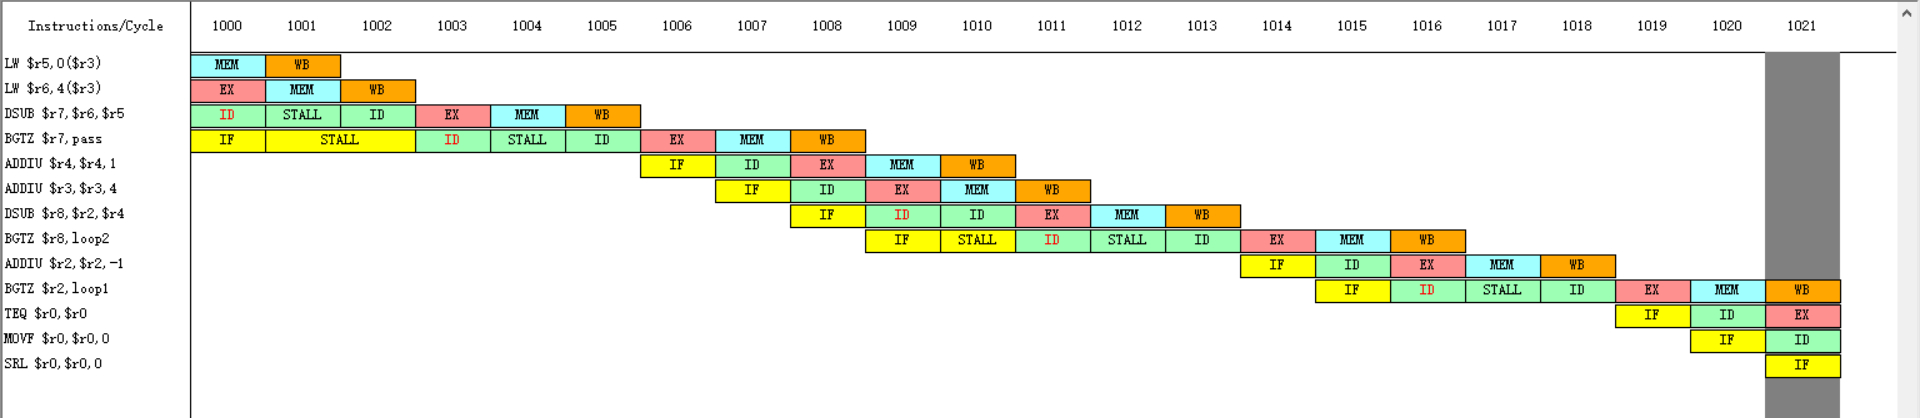 Instructions/Cycle 1000 1001 1002 1003 1004 1005 1006 1007 1008 1009 1010 1011 1012 1013 1014 1015 1016 1017 1018 1019 1020 1021
LW $r5,0($r3) MEM WB
LW $r6,4($r3) EX MEM WB
DSUB $r7,$r6,$r5 ID STALL ID EX MEM WB
BGTZ $r7,pass IF STALL ID STALL ID EX MEM WB
ADDIU $r4,$r4,1 IF ID EX MEM WB
ADDIU $r3,$r3,4 IF ID EX MEM WB
DSUB $r8,$r2,$r4 IF ID ID EX MEM WB
BGTZ $r8,loop2 IF STALL ID STALL ID EX MEM WB
ADDIU $r2,$r2,-1 IF ID EX MEM WB
BGTZ $r2,loop1 IF ID STALL ID EX MEM WB
TEQ $r0,$r0 IF ID EX
MOVF $r0,$r0,0 IF ID
SRL $r0,$r0,0 IF